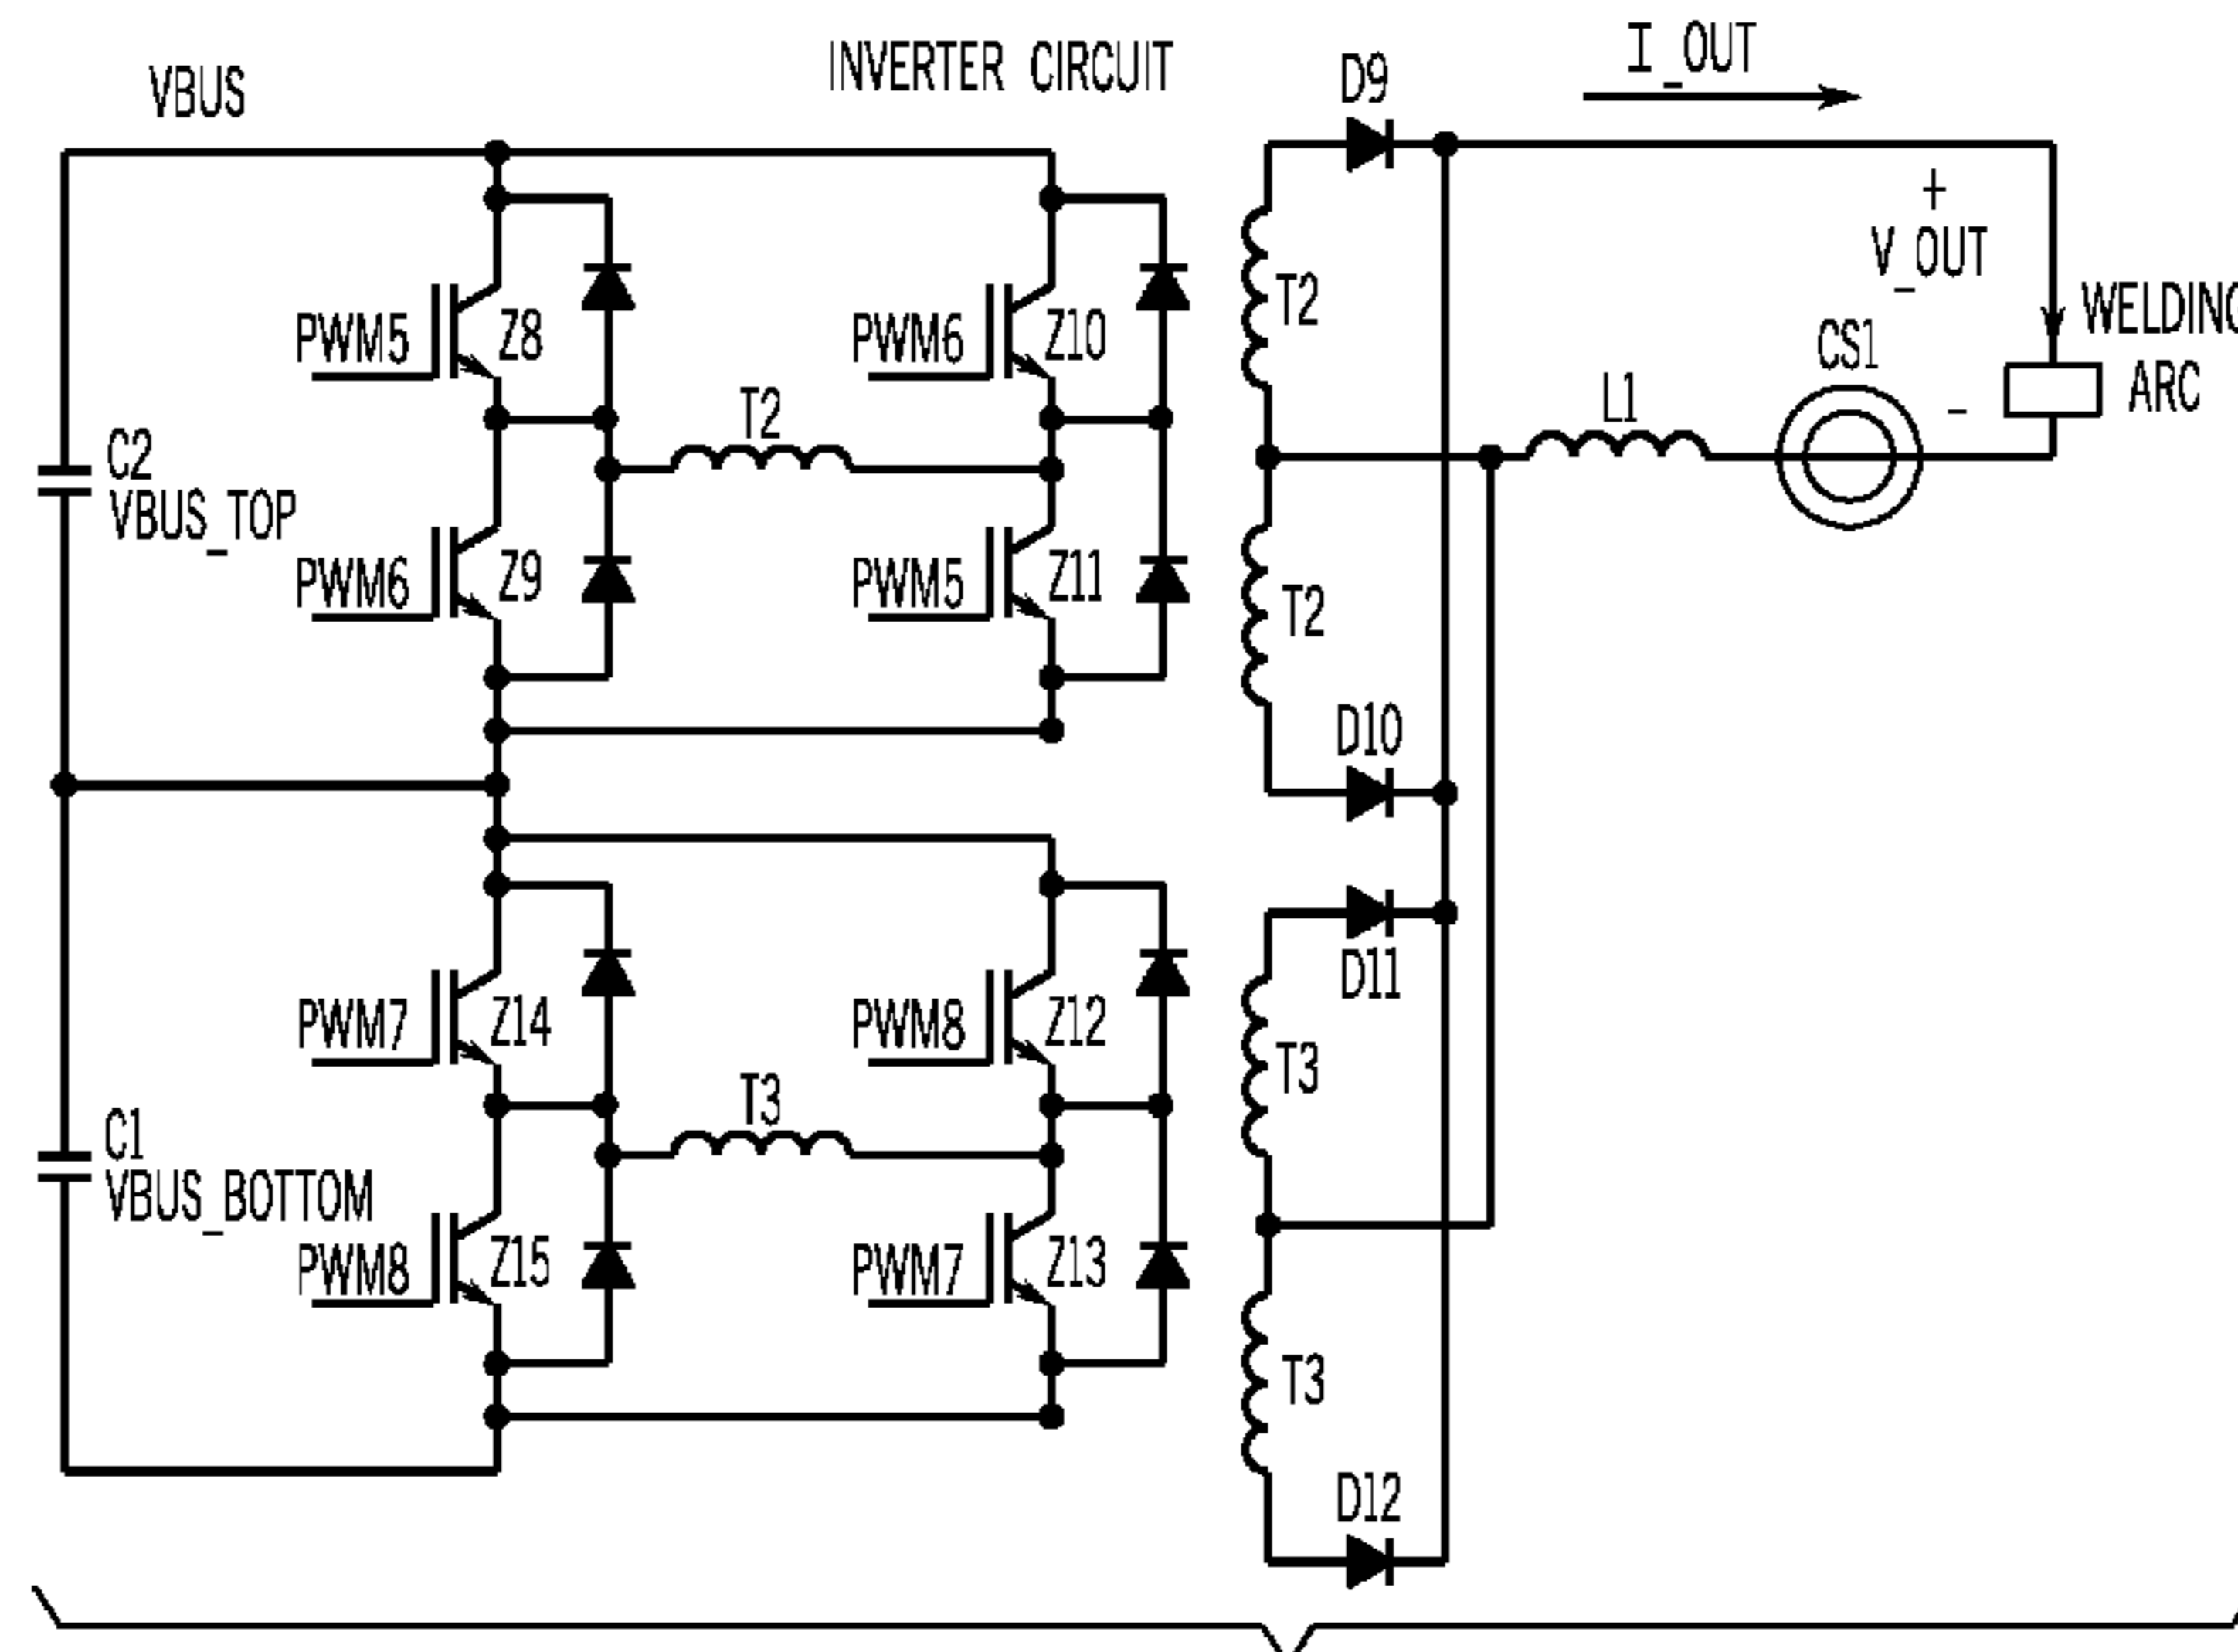 VBUS
INVERTER CIRCUIT
D9
I_OUT
+
V_OUT
T2
PWM5
Z8
PWM6
Z10
WELDING
ARC
CS1
-
L1
T2
C2
VBUS_TOP
PWM6
Z9
PWM5
Z11
T2
D10
D11
PWM7
Z14
PWM8
Z12
T3
T3
C1
VBUS_BOTTOM
PWM8
Z15
PWM7
Z13
T3
D12